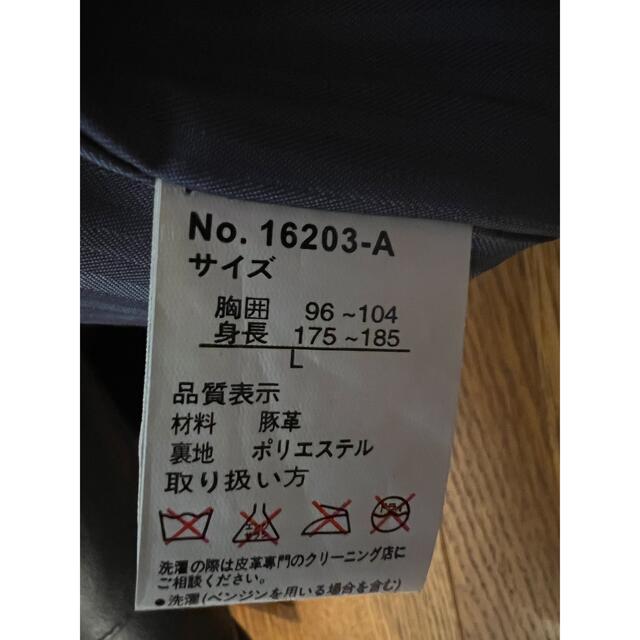 No. 16203-A
サイズ
胸囲 96~104
身長 175~185
L
品質表示
材料 豚革
裏地 ポリエステル
取り扱い方
洗濯の際は皮革専門のクリーニング店に
ご相談ください。
●洗濯(ベンジンを用いる場合を含む)